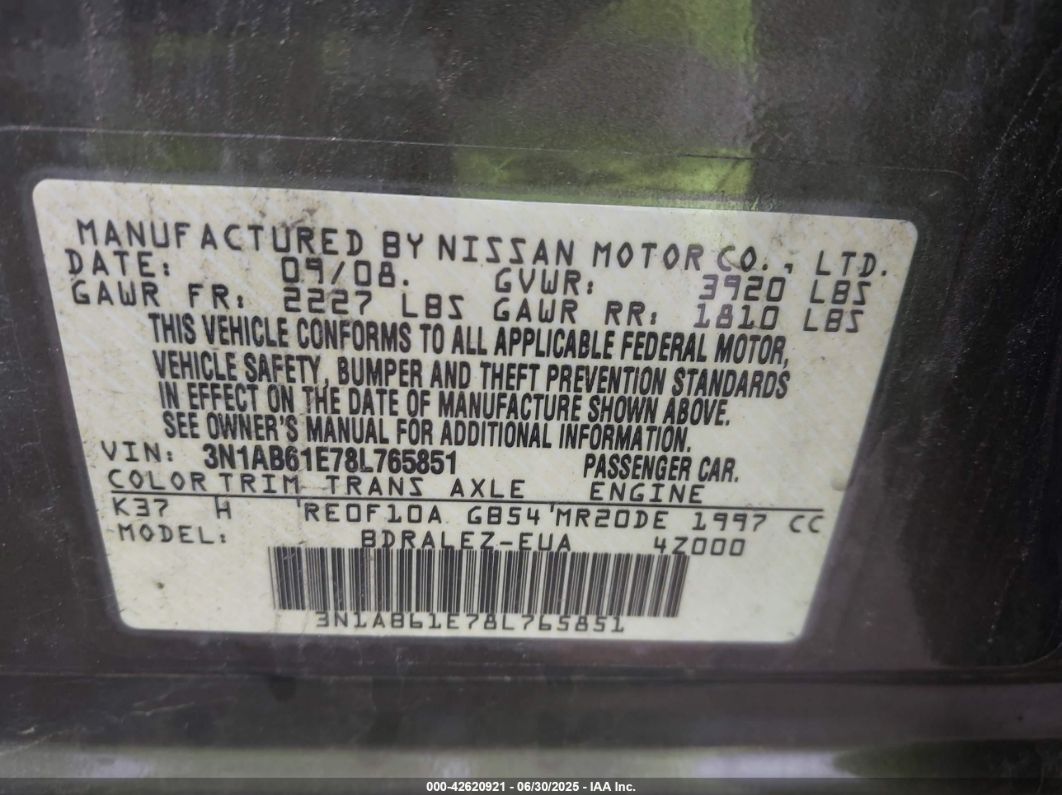 MANUFACTURED BY NISSAN MOTOR CO., LTD.
DATE: 09/08. GVWR: 3920 LBS
GAWR FR: 2227 LBS GAWR RR: 1810 LBS
THIS VEHICLE CONFORMS TO ALL APPLICABLE FEDERAL MOTOR,
VEHICLE SAFETY, BUMPER AND THEFT PREVENTION STANDARDS
IN EFFECT ON THE DATE OF MANUFACTURE SHOWN ABOVE.
SEE OWNER'S MANUAL FOR ADDITIONAL INFORMATION.
VIN: 3N1AB61E78L765851 PASSENGER CAR.
COLOR TRIM TRANS AXLE ENGINE
K37 H RE0F10A GB54 MR20DE 1997 CC
MODEL: BDRALEZ-EUA 4Z000
3N1AB61E78L765851
000-42620921 - 06/30/2025 - IAA Inc.